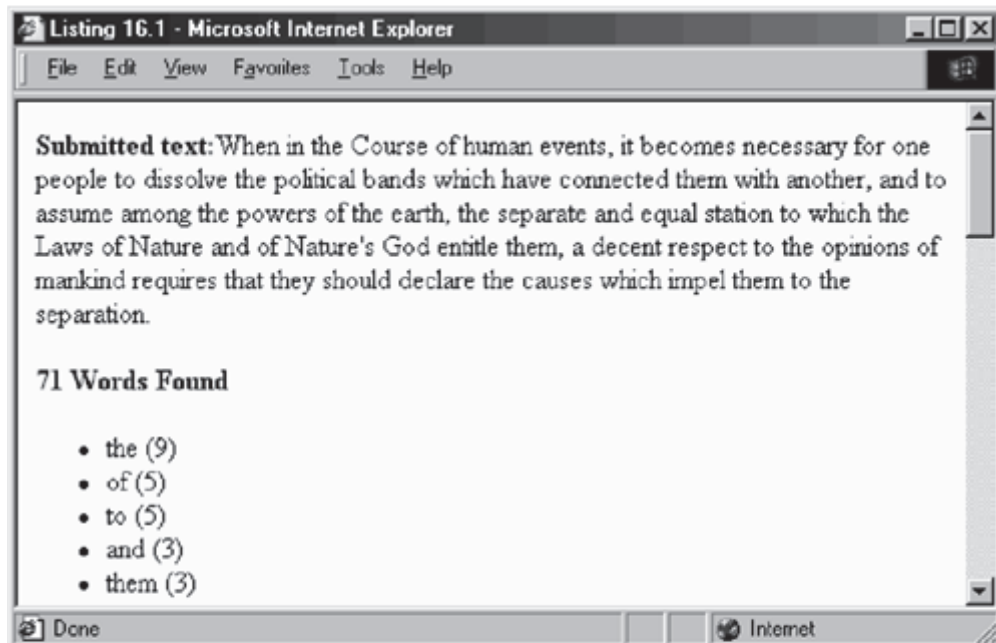 Listing 16.1 - Microsoft Internet Explorer
File Edit View Favorites Tools Help
Submitted text: When in the Course of human events, it becomes necessary for one
people to dissolve the political bands which have connected them with another, and to
assume among the powers of the earth, the separate and equal station to which the
Laws of Nature and of Nature's God entitle them, a decent respect to the opinions of
mankind requires that they should declare the causes which impel them to the
separation.
71 Words Found
• the (9)
• of (5)
• to (5)
• and (3)
• them (3)
Done Internet